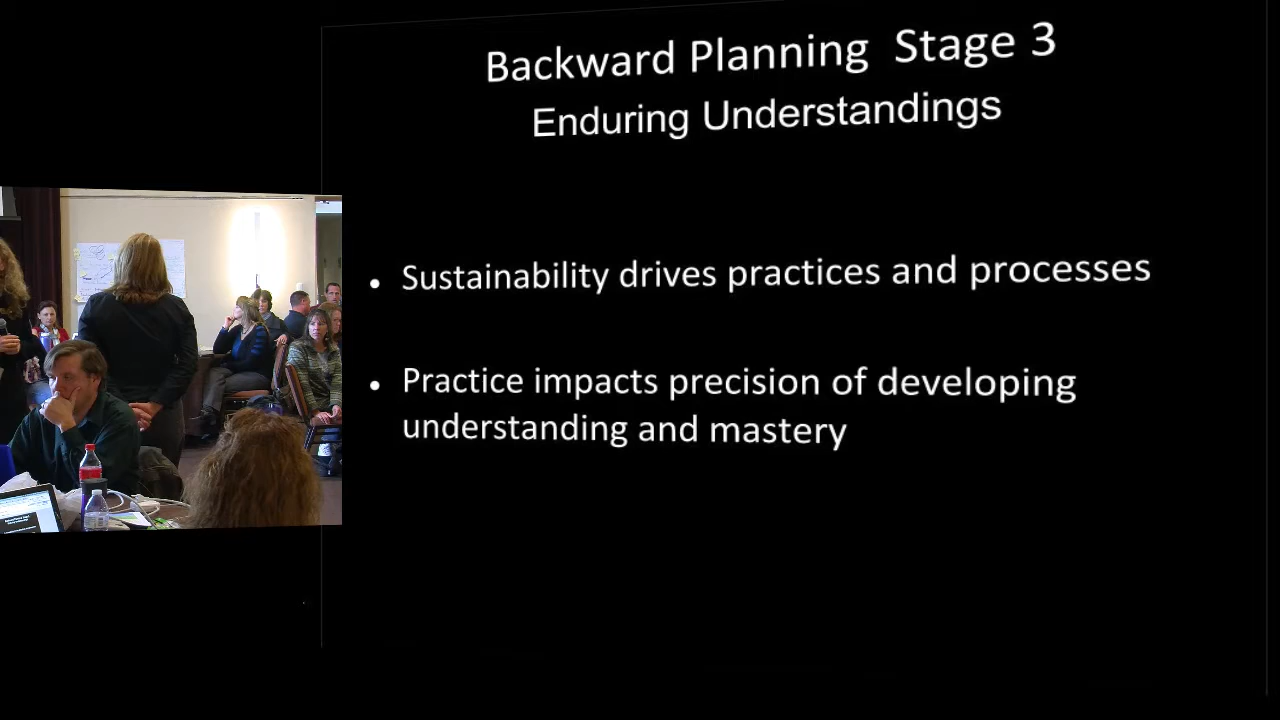 Backward Planning Stage 3
Enduring Understandings
• Sustainability drives practices and processes
• Practice impacts precision of developing
understanding and mastery